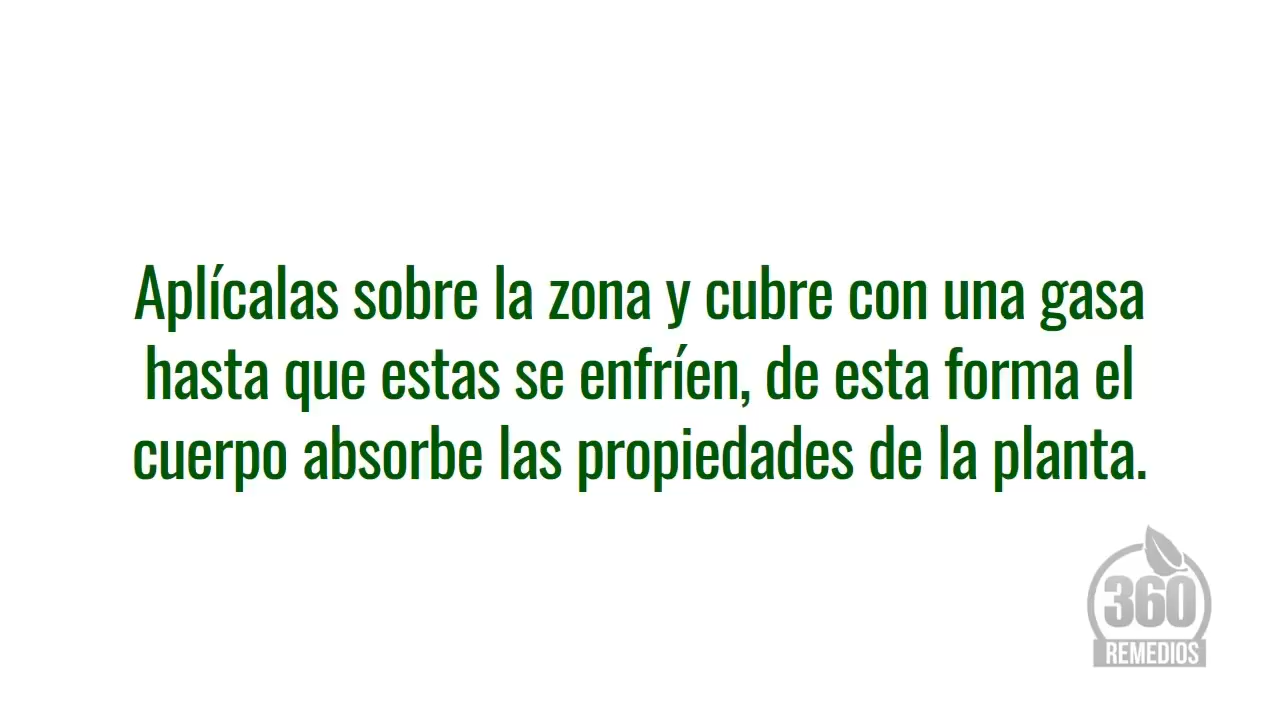 Aplícalas sobre la zona y cubre con una gasa
hasta que estas se enfríen, de esta forma el
cuerpo absorbe las propiedades de la planta.
360
REMEDIOS